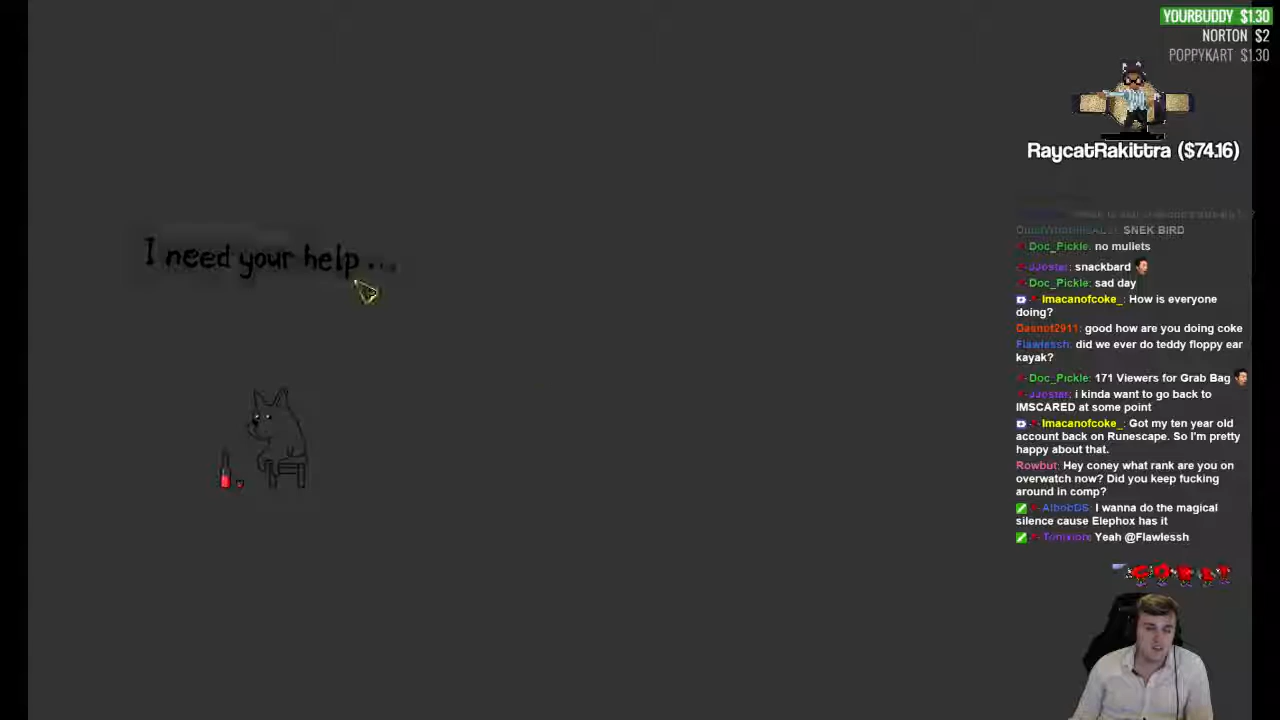 YOURBUDDY $1.30
NORTON $2
POPPYKART $1.30
RaycatRakittra ($74.16)
SNEK BIRD
Doc_Pickle: no mullets
I need your help...
JJostar: snackbard
Doc_Pickle: sad day
Imacanofcoke_: How is everyone
doing?
Dasnot2911: good how are you doing coke
Flawlessh: did we ever do teddy floppy ear
kayak?
Doc_Pickle: 171 Viewers for Grab Bag
JJostar: i kinda want to go back to
IMSCARED at some point
Imacanofcoke_: Got my ten year old
account back on Runescape. So I'm pretty
happy about that.
Rowbut: Hey coney what rank are you on
overwatch now? Did you keep fucking
around in comp?
AlbobDS: I wanna do the magical
silence cause Elephox has it
Yeah @Flawlessh